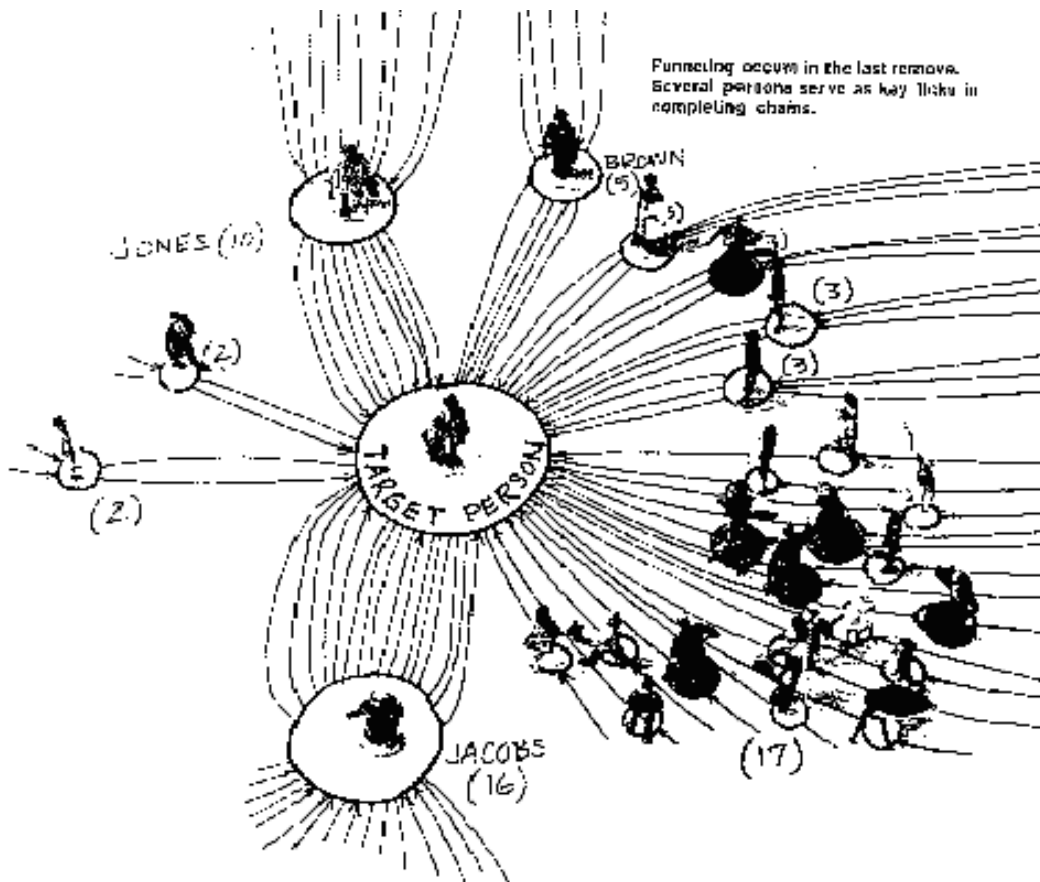 Funneling occurs in the last remove.
Several persons serve as key links in
completing chains.
BROWN
(5)
JONES (10)
(3)
(2)
(3)
TARGET PERSON
(2)
JACOBS
(16)
(17)